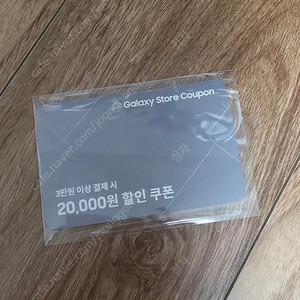 Galaxy Store Coupon
3만원 이상 결제 시
20,000원 할인 쿠폰